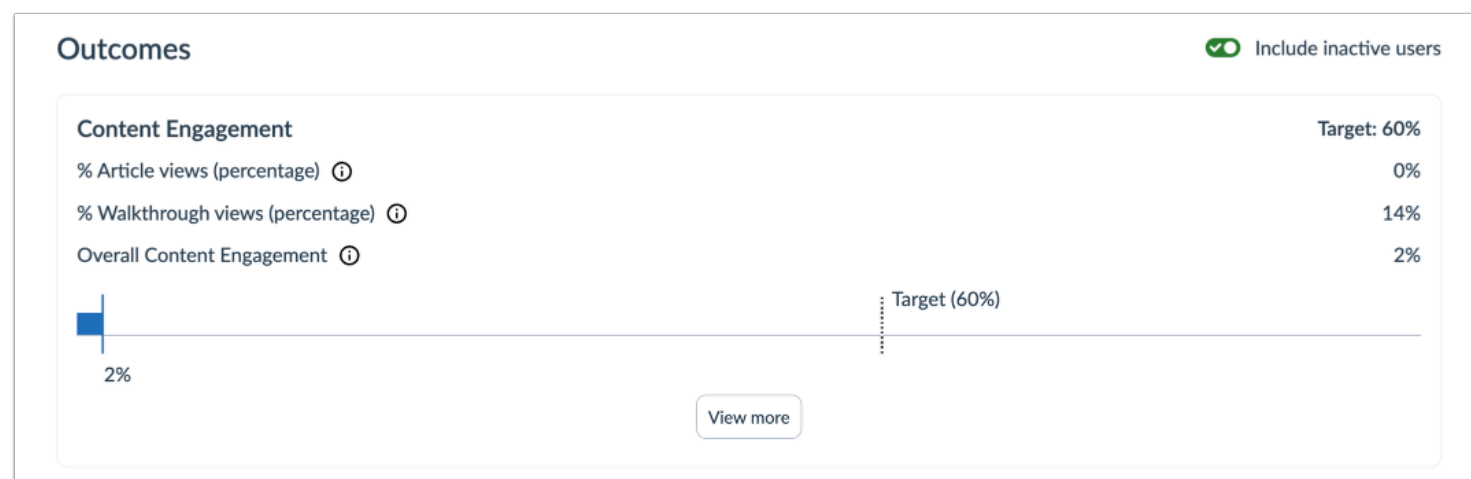 Outcomes
Include inactive users
Content Engagement
Target: 60%
% Article views (percentage)
0%
% Walkthrough views (percentage)
14%
Overall Content Engagement
2%
Target (60%)
2%
View more